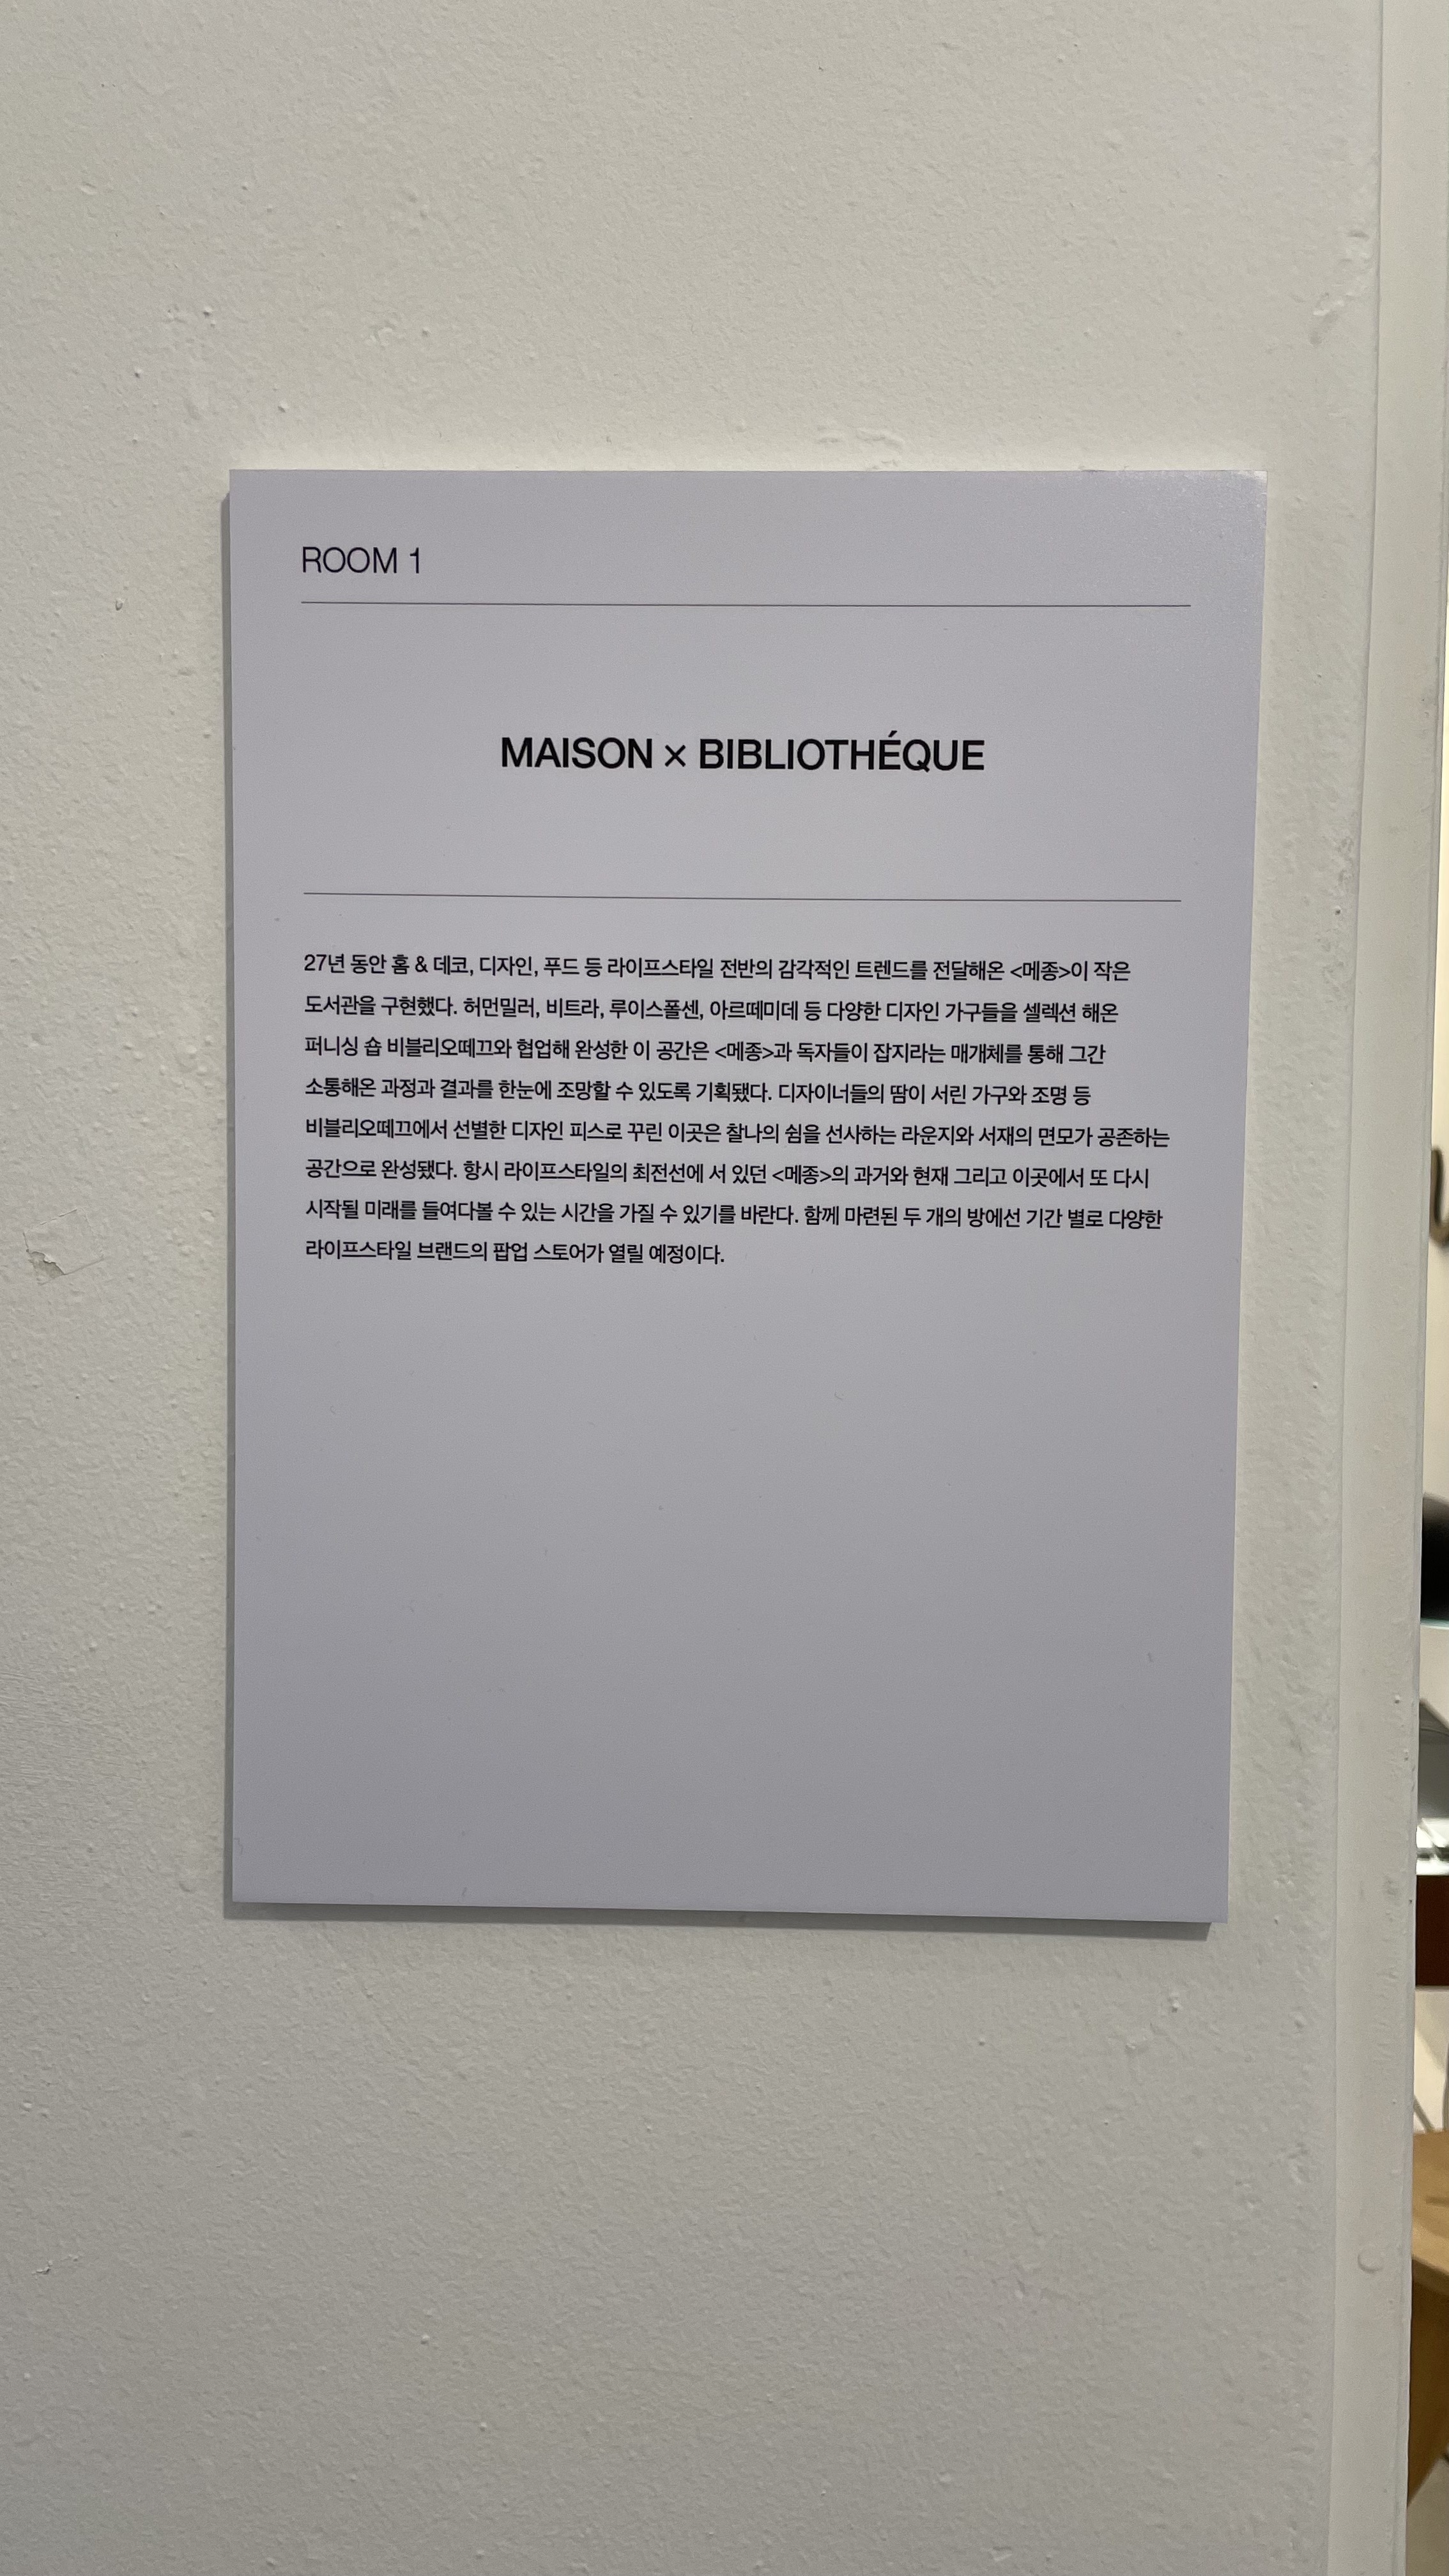 ROOM 1
MAISON × BIBLIOTHÉQUE
27년 동안 홈 & 데코, 디자인, 푸드 등 라이프스타일 전반의 감각적인 트렌드를 전달해온 <메종>이 작은
도서관을 구현했다. 허먼밀러, 비트라, 루이스폴센, 아르떼미데 등 다양한 디자인 가구들을 셀렉션 해온
퍼니싱 숍 비블리오떼끄와 협업해 완성한 이 공간은 <메종>과 독자들이 잡지라는 매개체를 통해 그간
소통해온 과정과 결과를 한눈에 조망할 수 있도록 기획됐다. 디자이너들의 땀이 서린 가구와 조명 등
비블리오떼끄에서 선별한 디자인 피스로 꾸린 이곳은 찰나의 쉼을 선사하는 라운지와 서재의 면모가 공존하는
공간으로 완성됐다. 항시 라이프스타일의 최전선에 서 있던 <메종>의 과거와 현재 그리고 이곳에서 또 다시
시작될 미래를 들여다볼 수 있는 시간을 가질 수 있기를 바란다. 함께 마련된 두 개의 방에선 기간 별로 다양한
라이프스타일 브랜드의 팝업 스토어가 열릴 예정이다.